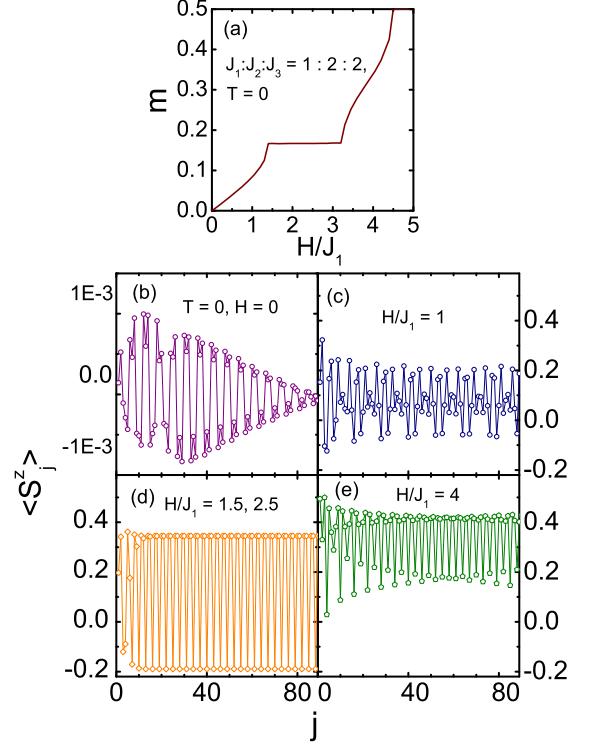 (a)
J₁:J₂:J₃ = 1 : 2 : 2,
T = 0
m
0.5
0.4
0.3
0.2
0.1
0.0
0 1 2 3 4 5
H/J₁
(b)
T = 0, H = 0
1E-3
0.0
-1E-3
(c)
H/J₁ = 1
0.4
0.2
0.0
-0.2
<Sᶻⱼ>
(d)
H/J₁ = 1.5, 2.5
0.4
0.2
0.0
-0.2
0 40 80
(e)
H/J₁ = 4
0.4
0.2
0.0
-0.2
0 40 80
j